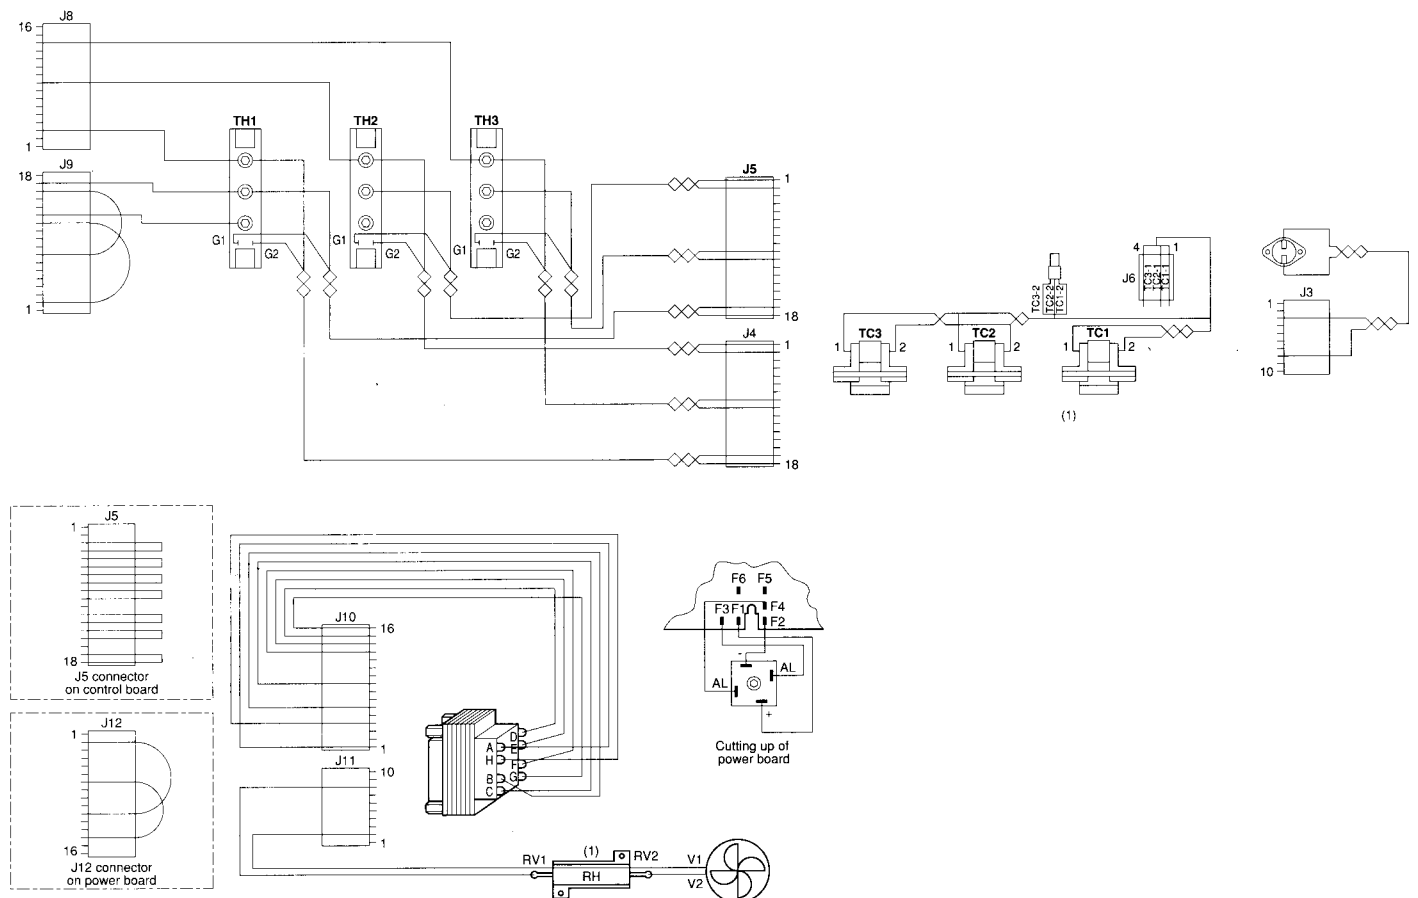 J8
16
1
J9
18
1
TH1
TH2
TH3
G1
G2
G1
G2
G1
G2
J5
1
18
J4
1
18
TC3
1
2
TC2
1
2
TC1
1
2
TC3-2
TC2-2
TC1-2
J6
4
1
TC3-1
TC2-1
TC1-1
(1)
J3
1
10
J5
1
18
J5 connector
on control board
J12
1
16
J12 connector
on power board
J10
16
1
J11
10
1
A
H
B
C
D
E
F
G
F6 F5
F4
F3 F1
F2
-
AL
AL
+
Cutting up of
power board
RV1
(1)
RV2
RH
V1
V2